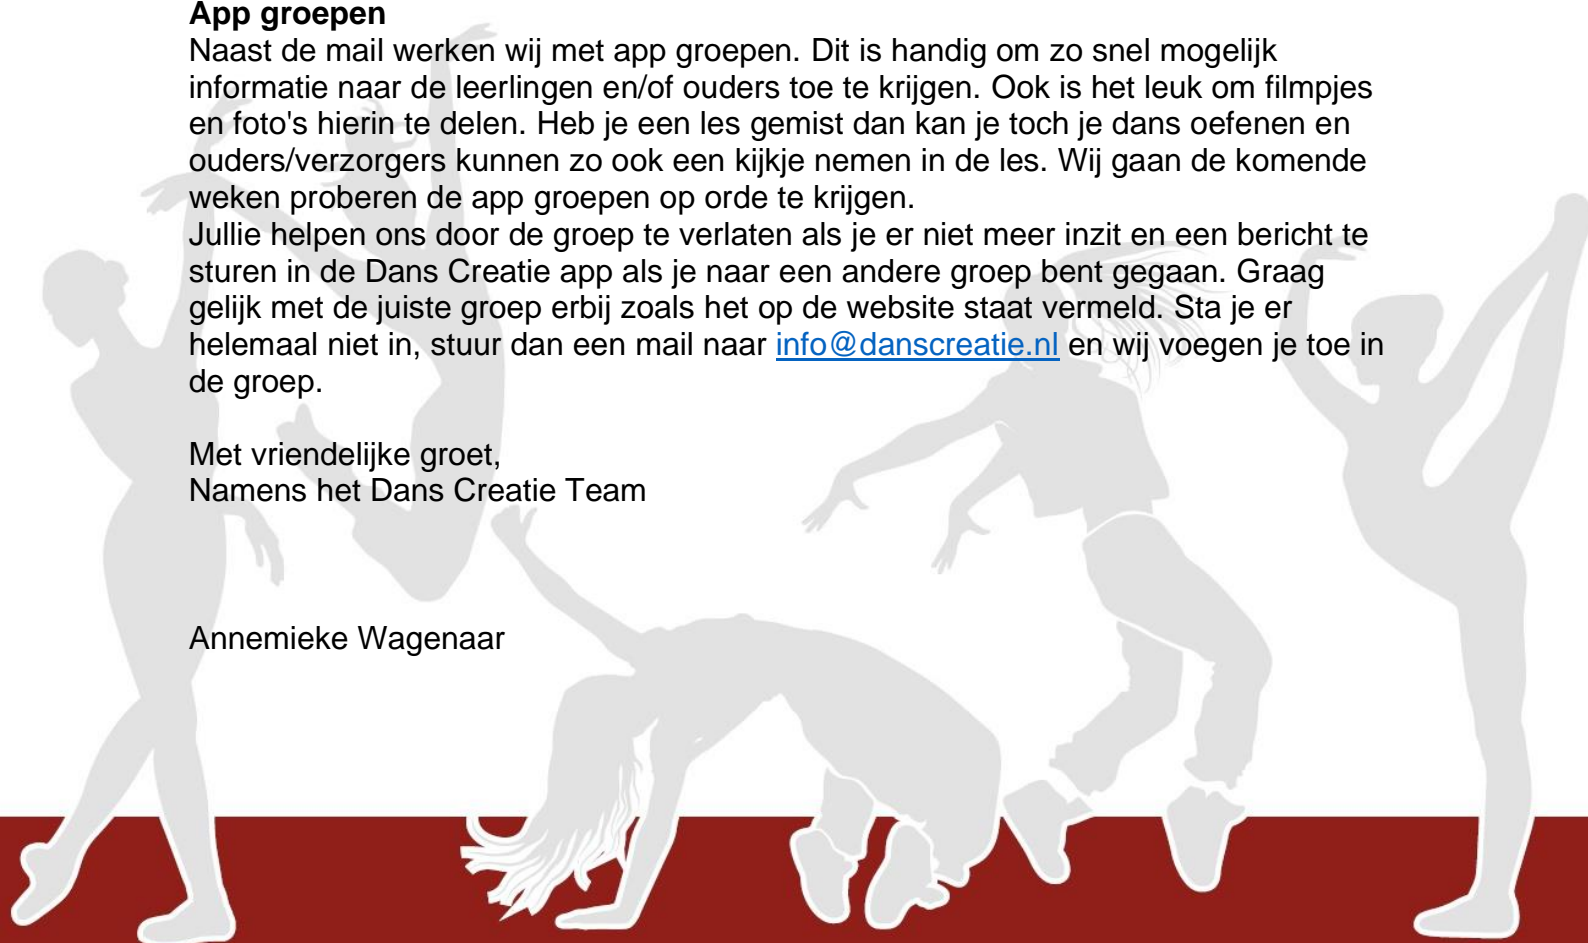 App groepen
Naast de mail werken wij met app groepen. Dit is handig om zo snel mogelijk
informatie naar de leerlingen en/of ouders toe te krijgen. Ook is het leuk om filmpjes
en foto's hierin te delen. Heb je een les gemist dan kan je toch je dans oefenen en
ouders/verzorgers kunnen zo ook een kijkje nemen in de les. Wij gaan de komende
weken proberen de app groepen op orde te krijgen.
Jullie helpen ons door de groep te verlaten als je er niet meer inzit en een bericht te
sturen in de Dans Creatie app als je naar een andere groep bent gegaan. Graag
gelijk met de juiste groep erbij zoals het op de website staat vermeld. Sta je er
helemaal niet in, stuur dan een mail naar info@danscreatie.nl en wij voegen je toe in
de groep.
Met vriendelijke groet,
Namens het Dans Creatie Team
Annemieke Wagenaar